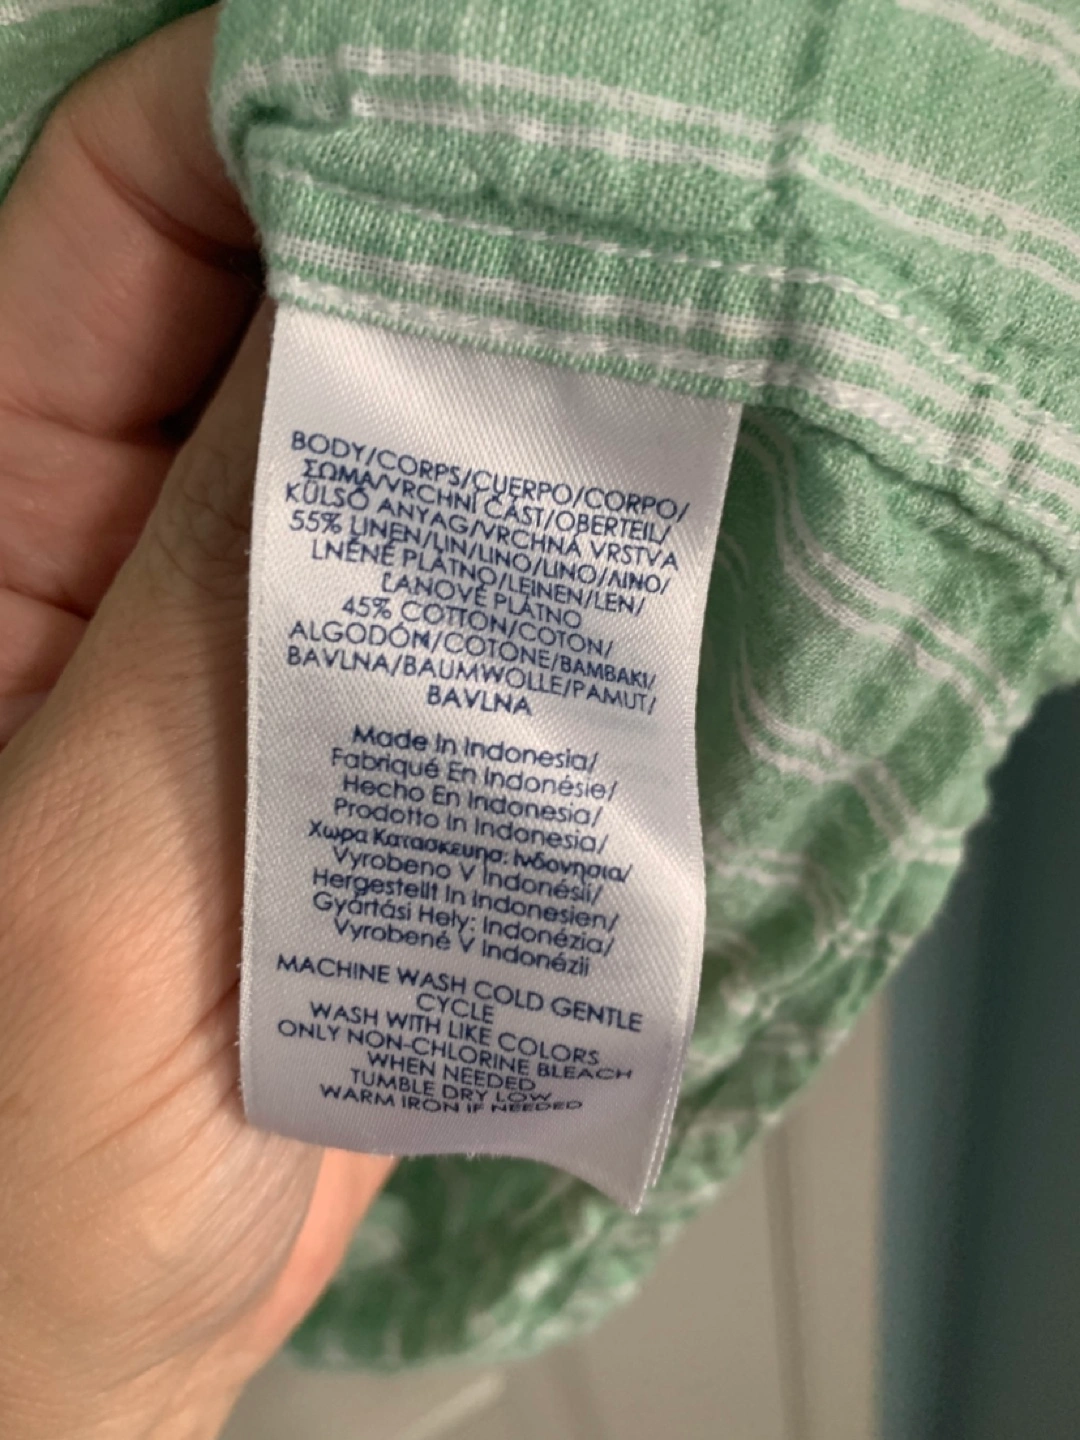 BODY/CORPS/CUERPO/CORPO/
ΣΩΜΑ/VRCHNÍ ČÁST/OBERTEIL/
KÜLSŐ ANYAG/VRCHNÁ VRSTVA
55% LINEN/LIN/LINO/LINO/ΛΙΝΟ/
LNĚNÉ PLÁTNO/LEINEN/LEN/
ĽANOVÉ PLÁTNO
45% COTTON/COTON/
ALGODÓN/COTONE/BAMBAKI/
BAVLNA/BAUMWOLLE/PAMUT/
BAVLNA
Made In Indonesia/
Fabriqué En Indonésie/
Hecho En Indonesia/
Prodotto In Indonesia/
Χωρα Κατασκευησ: Ινδονησια/
Vyrobeno V Indonésii/
Hergestellt In Indonesien/
Gyártási Hely: Indonézia/
Vyrobené V Indonézii
MACHINE WASH COLD GENTLE
CYCLE
WASH WITH LIKE COLORS
ONLY NON-CHLORINE BLEACH
WHEN NEEDED
TUMBLE DRY LOW
WARM IRON IF NEEDED